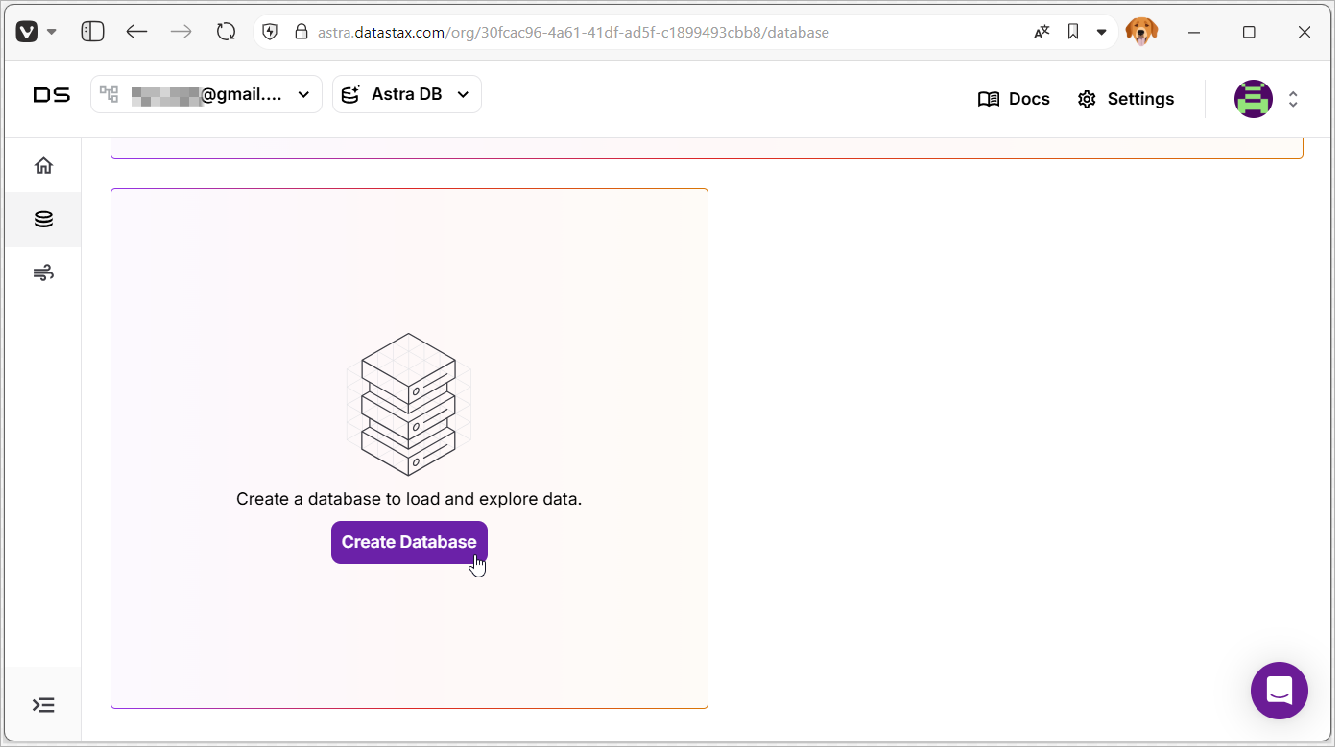 astra.datastax.com/org/30fcac96-4a61-41df-ad5f-c1899493cbb8/database
DS
@gmail....
Astra DB
Docs
Settings
Create a database to load and explore data.
Create Database